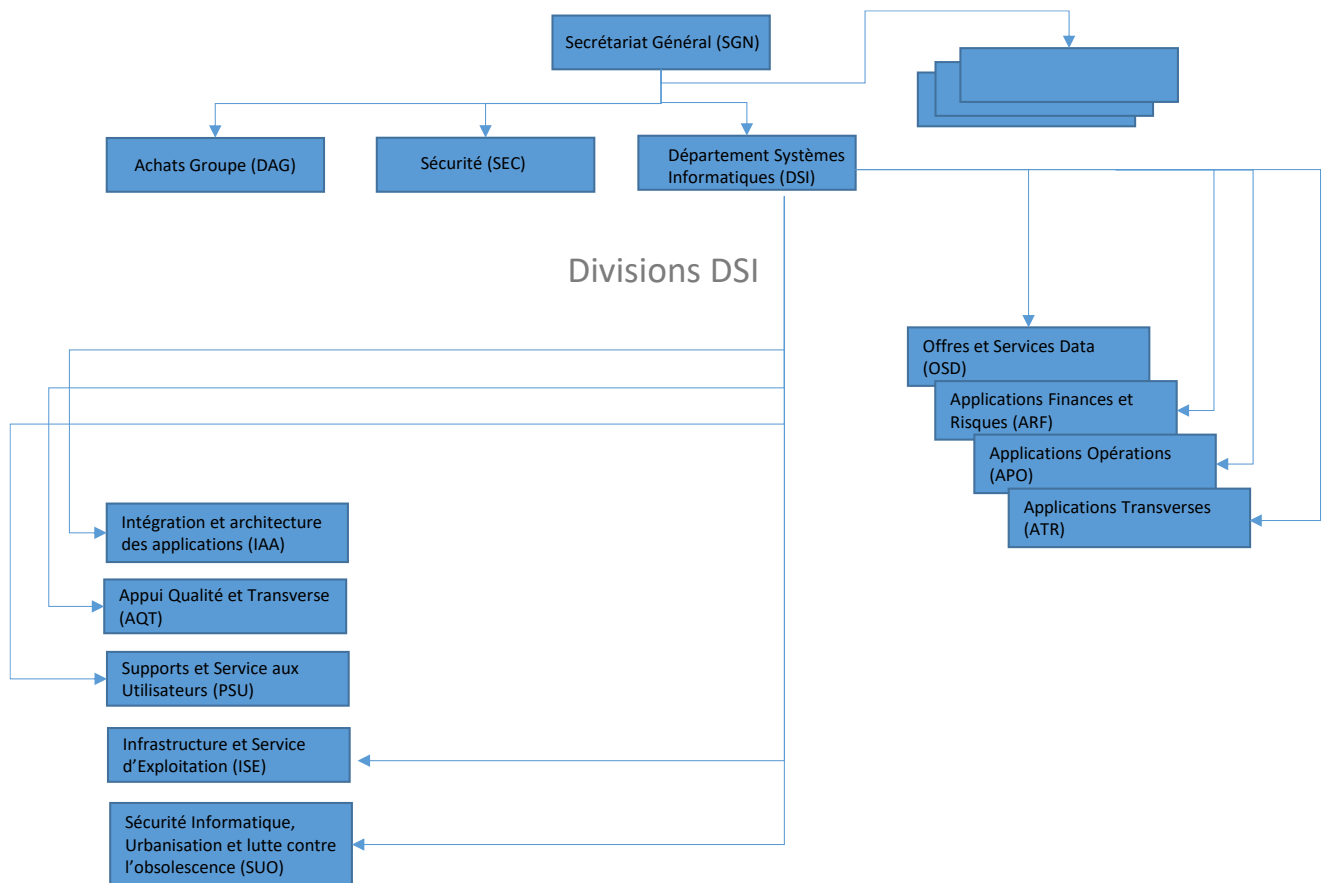 Secrétariat Général (SGN)
Achats Groupe (DAG)
Sécurité (SEC)
Département Systèmes
Informatiques (DSI)
Divisions DSI
Offres et Services Data
(OSD)
Applications Finances et
Risques (ARF)
Applications Opérations
(APO)
Applications Transverses
(ATR)
Intégration et architecture
des applications (IAA)
Appui Qualité et Transverse
(AQT)
Supports et Service aux
Utilisateurs (PSU)
Infrastructure et Service
d’Exploitation (ISE)
Sécurité Informatique,
Urbanisation et lutte contre
l’obsolescence (SUO)